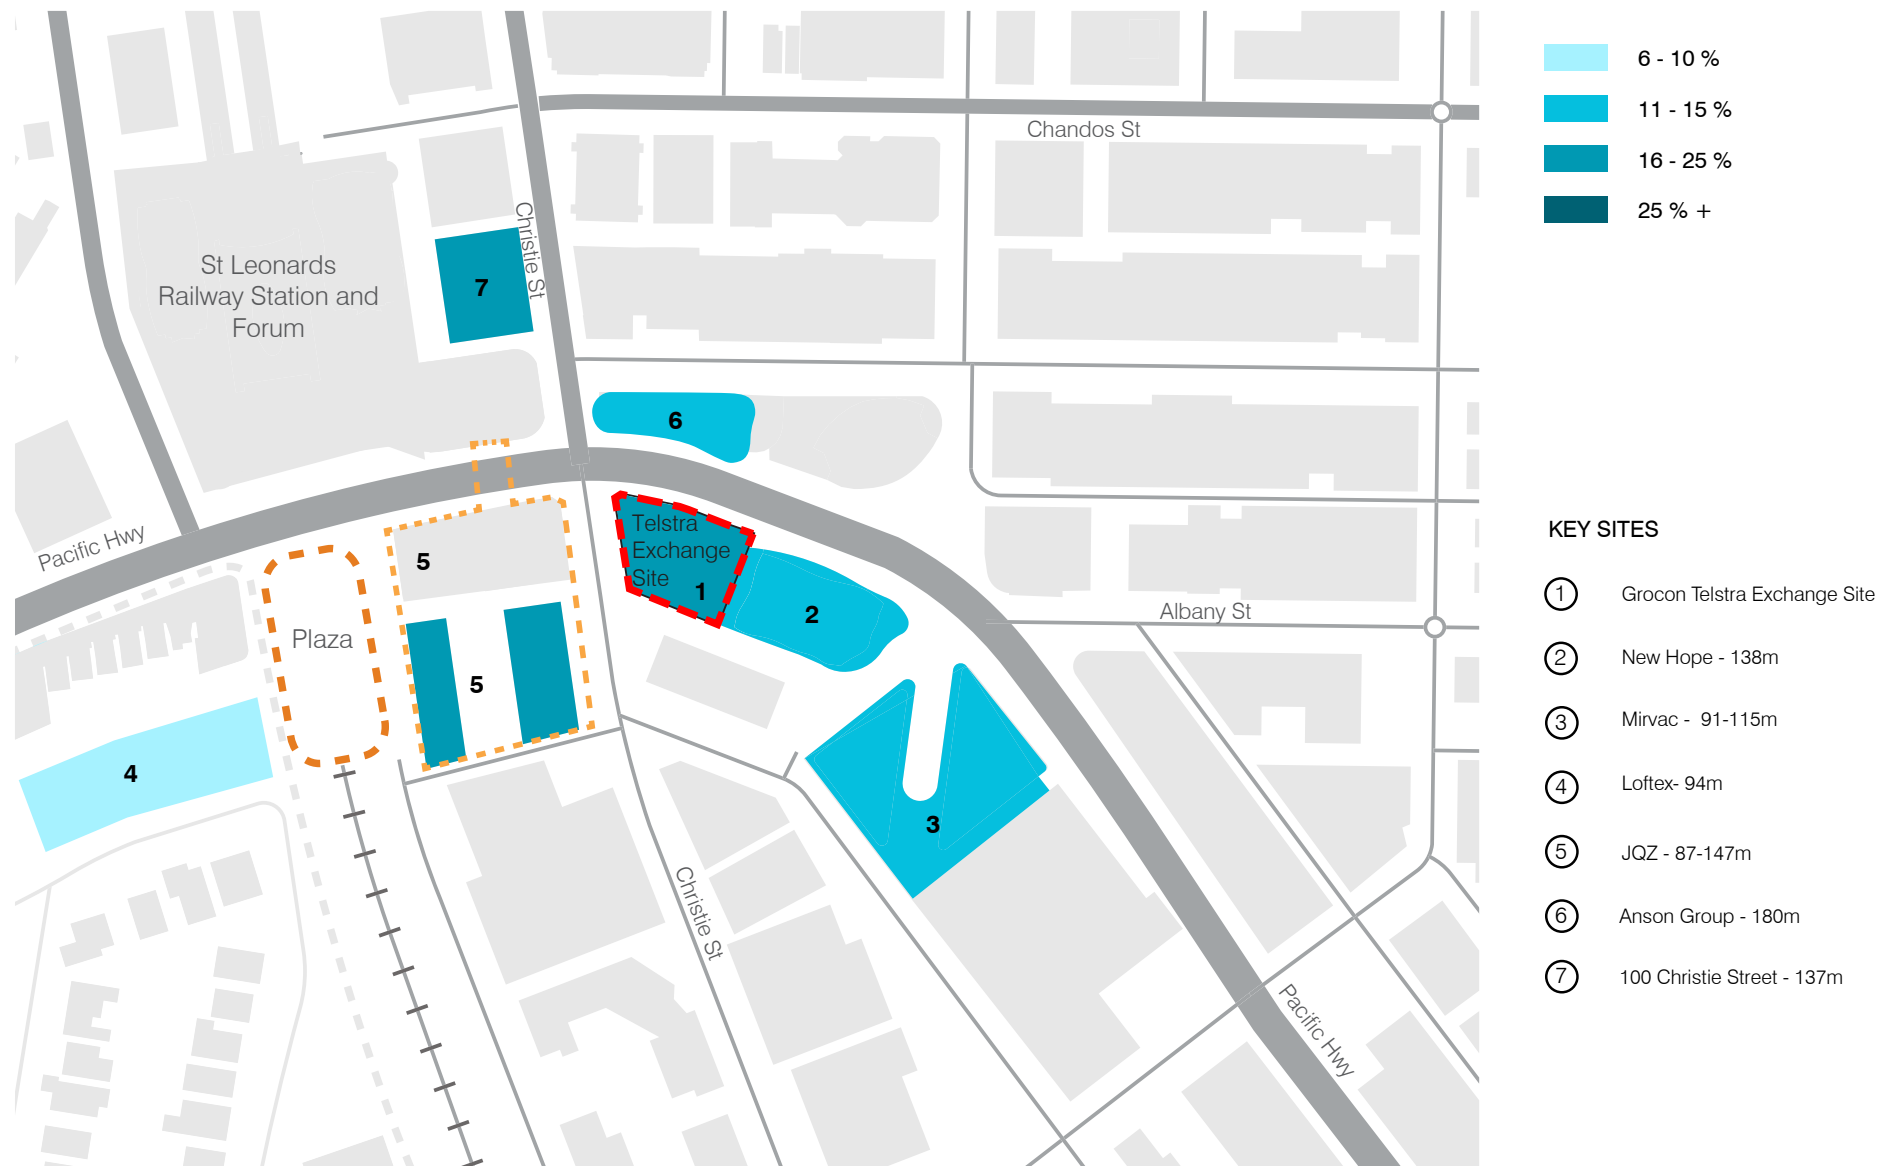 6 - 10 %
11 - 15 %
16 - 25 %
25 % +
Chandos St
Christie St
St Leonards
Railway Station and
Forum
7
6
Pacific Hwy
Telstra
Exchange
Site
1
5
2
Albany St
Plaza
5
4
3
Christie St
Pacific Hwy
KEY SITES
1 Grocon Telstra Exchange Site
2 New Hope - 138m
3 Mirvac - 91-115m
4 Loftex- 94m
5 JQZ - 87-147m
6 Anson Group - 180m
7 100 Christie Street - 137m